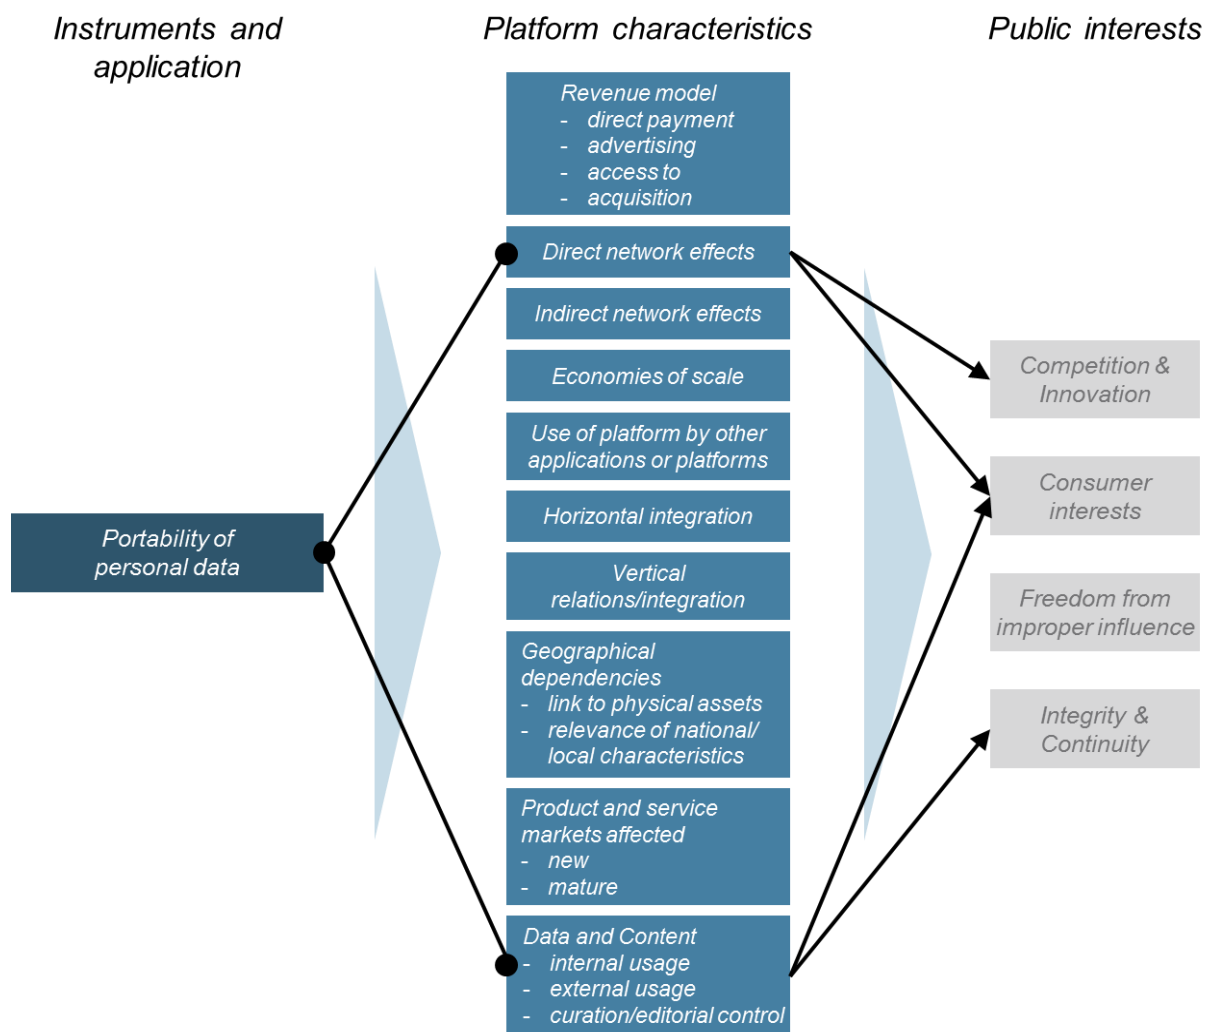 Instruments and
application
Platform characteristics
Public interests
Revenue model
- direct payment
- advertising
- access to
- acquisition
Direct network effects
Indirect network effects
Economies of scale
Use of platform by other
applications or platforms
Horizontal integration
Vertical
relations/integration
Geographical
dependencies
- link to physical assets
- relevance of national/
local characteristics
Product and service
markets affected
- new
- mature
Data and Content
- internal usage
- external usage
- curation/editorial control
Portability of
personal data
Competition &
Innovation
Consumer
interests
Freedom from
improper influence
Integrity &
Continuity